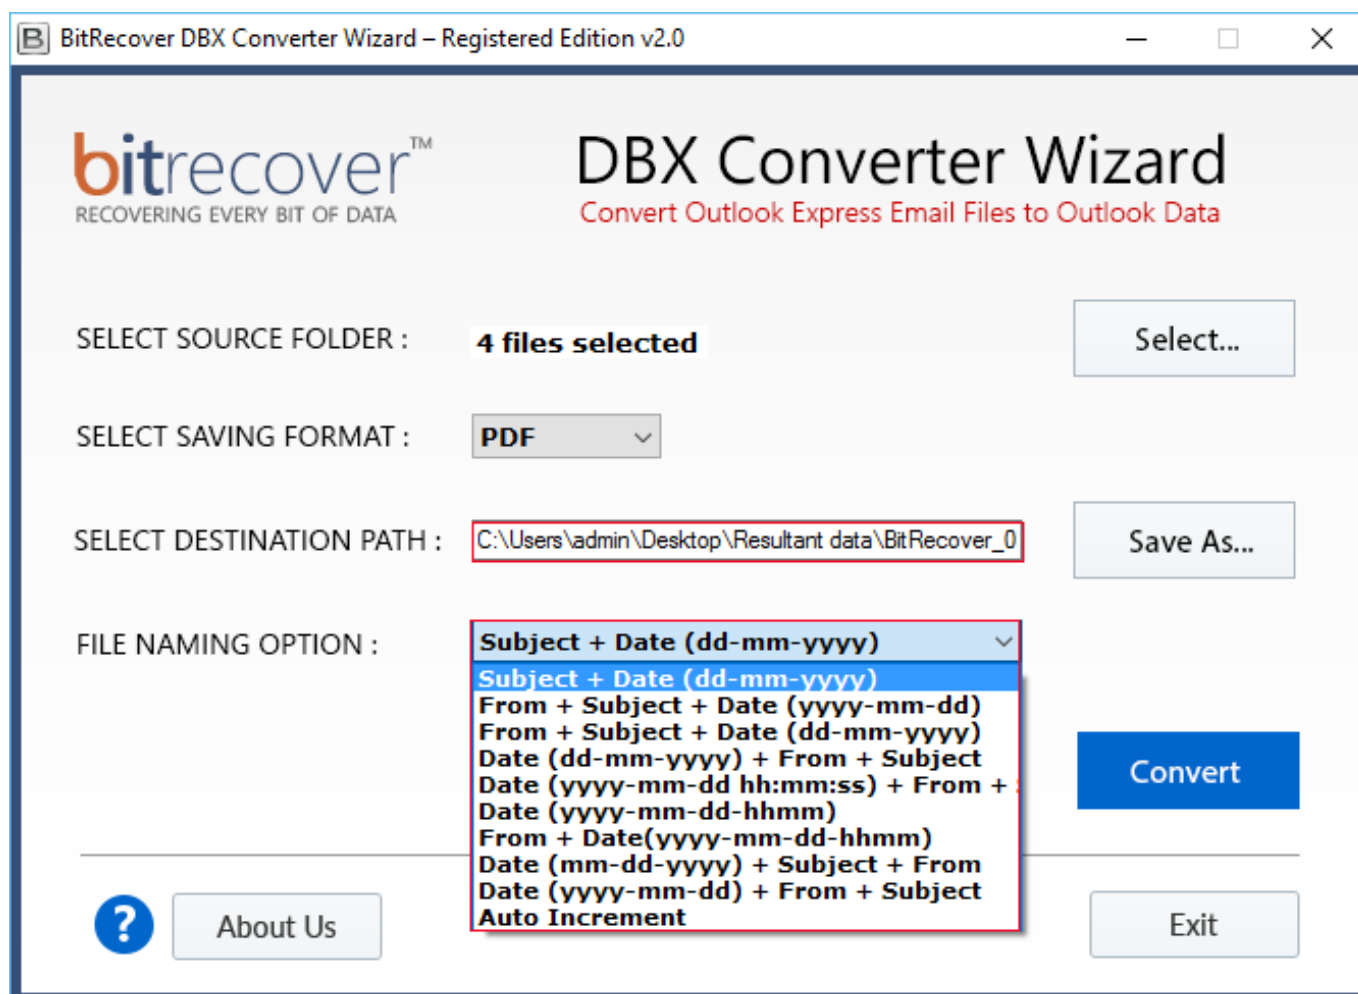 B BitRecover DBX Converter Wizard – Registered Edition v2.0
bitrecover™
RECOVERING EVERY BIT OF DATA
DBX Converter Wizard
Convert Outlook Express Email Files to Outlook Data
SELECT SOURCE FOLDER :
4 files selected
Select...
SELECT SAVING FORMAT :
PDF
SELECT DESTINATION PATH :
C:\Users\admin\Desktop\Resultant data\BitRecover_0
Save As...
FILE NAMING OPTION :
Subject + Date (dd-mm-yyyy)
Subject + Date (dd-mm-yyyy)
From + Subject + Date (yyyy-mm-dd)
From + Subject + Date (dd-mm-yyyy)
Date (dd-mm-yyyy) + From + Subject
Date (yyyy-mm-dd hh:mm:ss) + From +
Date (yyyy-mm-dd-hhmm)
From + Date(yyyy-mm-dd-hhmm)
Date (mm-dd-yyyy) + Subject + From
Date (yyyy-mm-dd) + From + Subject
Auto Increment
Convert
?
About Us
Exit